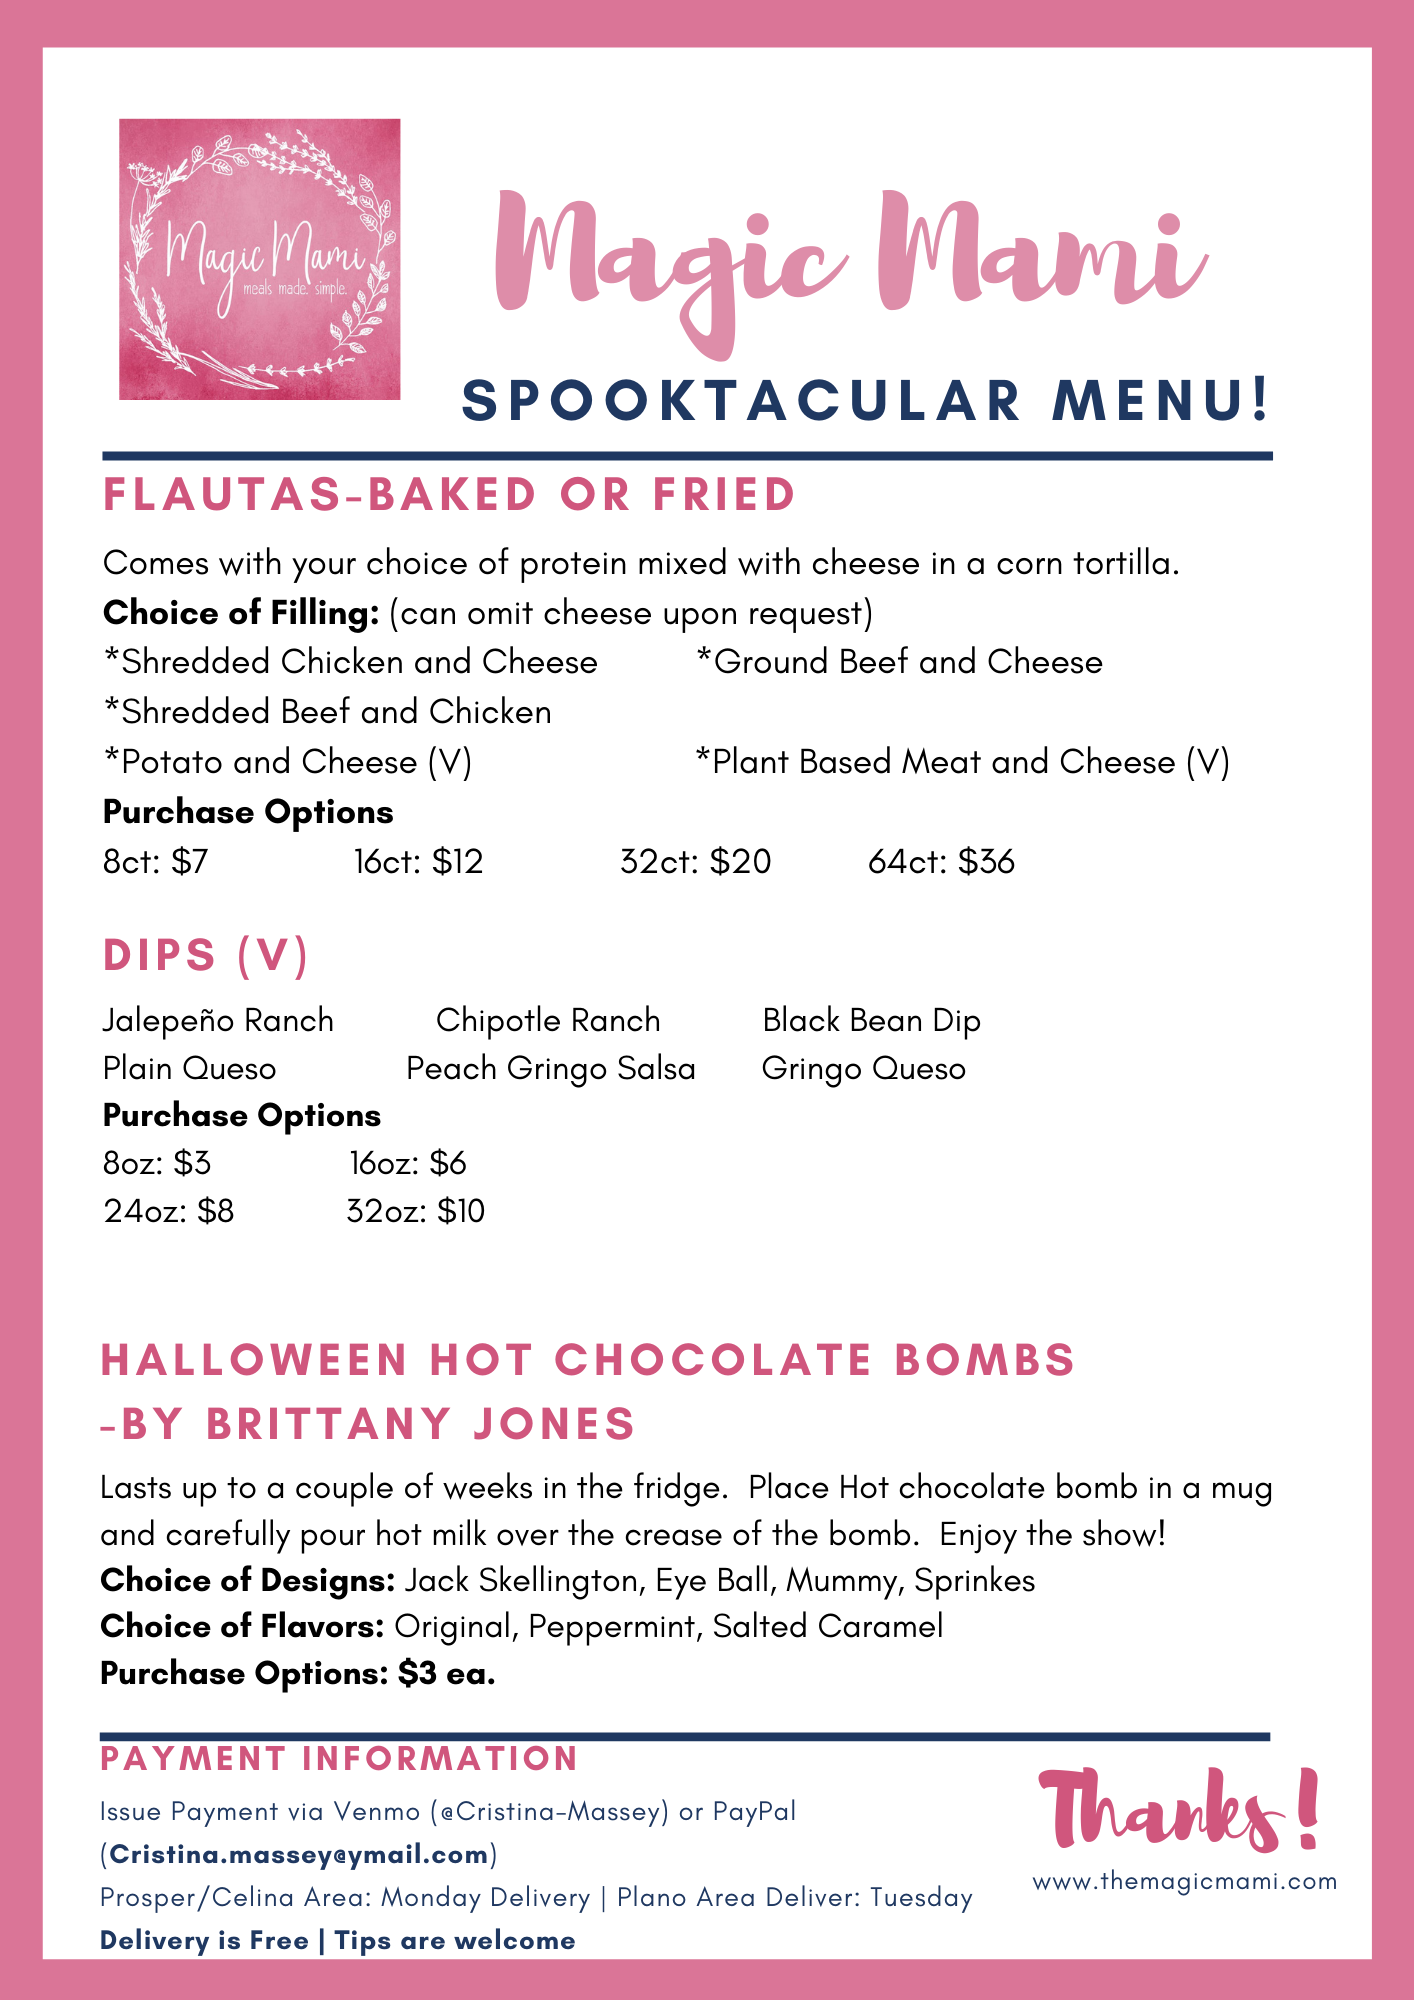 Magic Mami
meals made. simple.
Magic Mami
SPOOKTACULAR MENU!
FLAUTAS-BAKED OR FRIED
Comes with your choice of protein mixed with cheese in a corn tortilla.
Choice of Filling: (can omit cheese upon request)
*Shredded Chicken and Cheese *Ground Beef and Cheese
*Shredded Beef and Chicken
*Potato and Cheese (V) *Plant Based Meat and Cheese (V)
Purchase Options
8ct: $7 16ct: $12 32ct: $20 64ct: $36
DIPS (V)
Jalepeño Ranch Chipotle Ranch Black Bean Dip
Plain Queso Peach Gringo Salsa Gringo Queso
Purchase Options
8oz: $3 16oz: $6
24oz: $8 32oz: $10
HALLOWEEN HOT CHOCOLATE BOMBS
-BY BRITTANY JONES
Lasts up to a couple of weeks in the fridge. Place Hot chocolate bomb in a mug
and carefully pour hot milk over the crease of the bomb. Enjoy the show!
Choice of Designs: Jack Skellington, Eye Ball, Mummy, Sprinkes
Choice of Flavors: Original, Peppermint, Salted Caramel
Purchase Options: $3 ea.
PAYMENT INFORMATION
Issue Payment via Venmo (@Cristina-Massey) or PayPal
(Cristina.massey@ymail.com)
Prosper/Celina Area: Monday Delivery | Plano Area Deliver: Tuesday
Delivery is Free | Tips are welcome
Thanks!
www.themagicmami.com